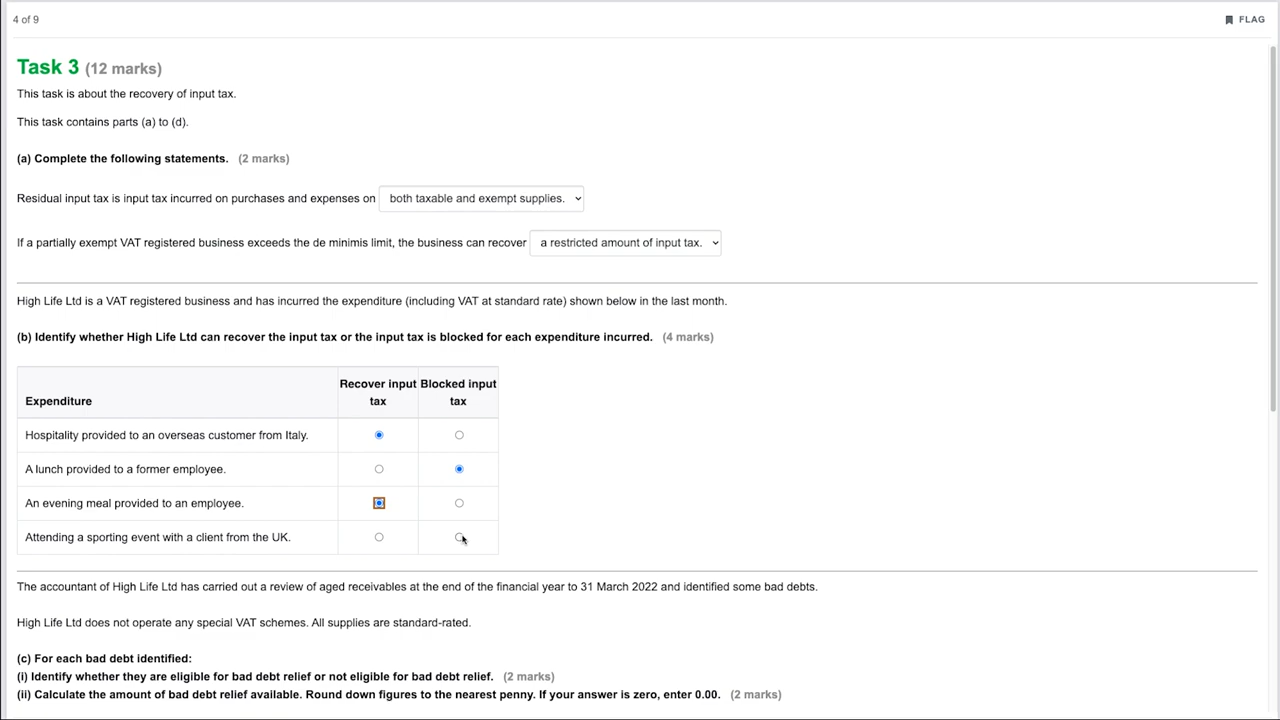 4 of 9
FLAG
Task 3 (12 marks)
This task is about the recovery of input tax.
This task contains parts (a) to (d).
(a) Complete the following statements. (2 marks)
Residual input tax is input tax incurred on purchases and expenses on both taxable and exempt supplies.
If a partially exempt VAT registered business exceeds the de minimis limit, the business can recover a restricted amount of input tax.
High Life Ltd is a VAT registered business and has incurred the expenditure (including VAT at standard rate) shown below in the last month.
(b) Identify whether High Life Ltd can recover the input tax or the input tax is blocked for each expenditure incurred. (4 marks)
Recover input Blocked input
Expenditure tax tax
Hospitality provided to an overseas customer from Italy.
A lunch provided to a former employee.
An evening meal provided to an employee.
Attending a sporting event with a client from the UK.
The accountant of High Life Ltd has carried out a review of aged receivables at the end of the financial year to 31 March 2022 and identified some bad debts.
High Life Ltd does not operate any special VAT schemes. All supplies are standard-rated.
(c) For each bad debt identified:
(i) Identify whether they are eligible for bad debt relief or not eligible for bad debt relief. (2 marks)
(ii) Calculate the amount of bad debt relief available. Round down figures to the nearest penny. If your answer is zero, enter 0.00. (2 marks)